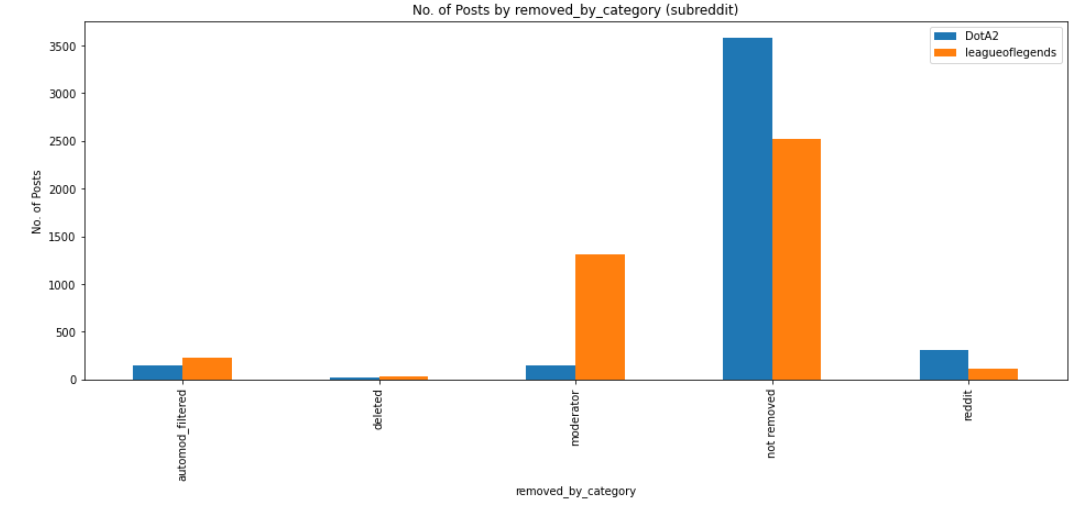 No. of Posts by removed_by_category (subreddit)
DotA2
leagueoflegends
No. of Posts
3500
3000
2500
2000
1500
1000
500
0
automod_filtered
deleted
moderator
not removed
reddit
removed_by_category